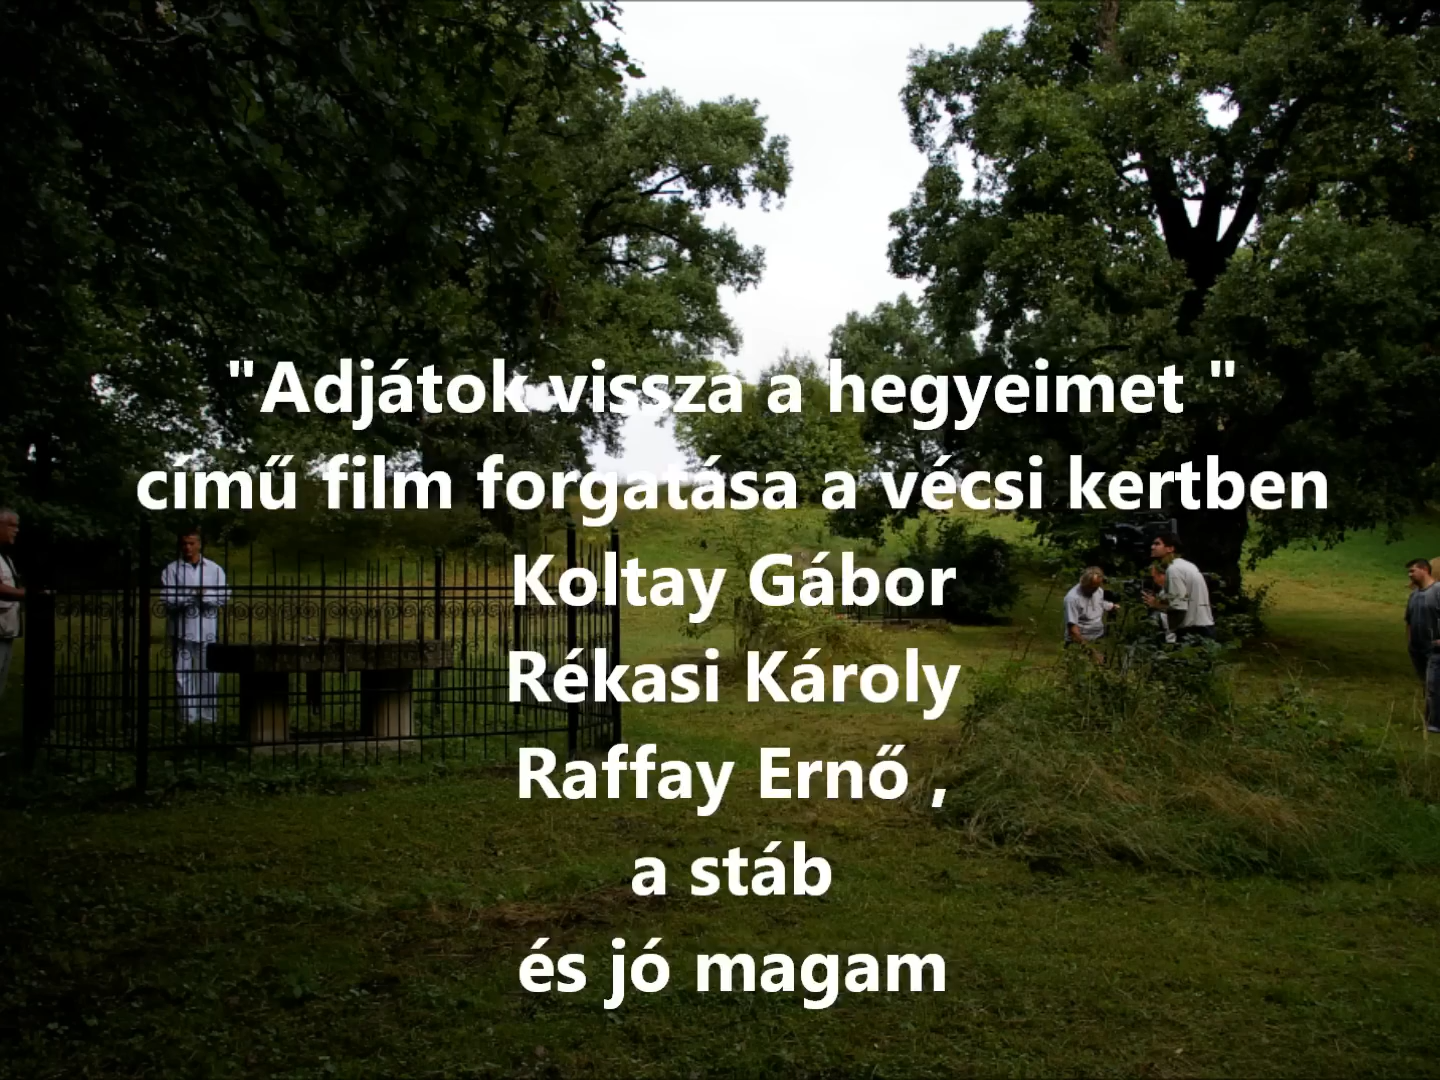 "Adjátok vissza a hegyeimet "
című film forgatása a vécsi kertben
Koltay Gábor
Rékasi Károly
Raffay Ernő ,
a stáb
és jó magam